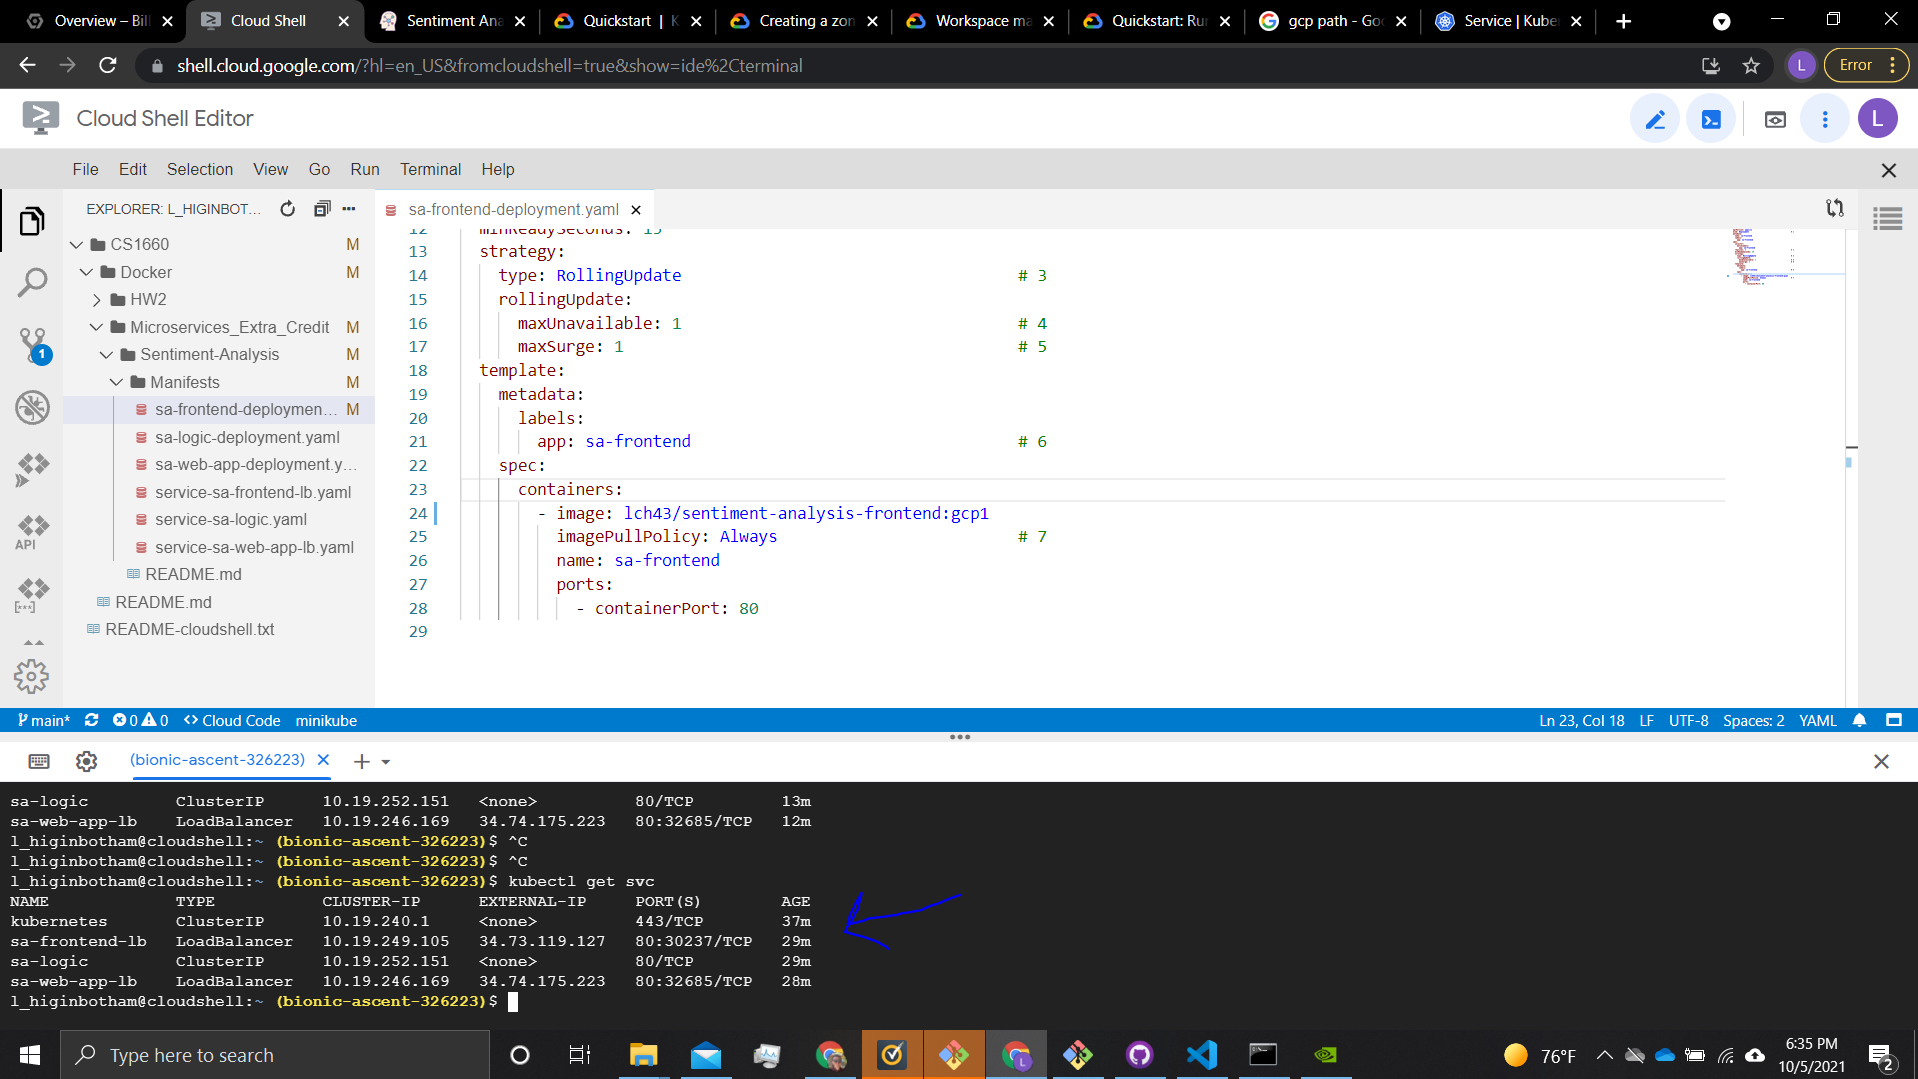 Overview – Bill
Cloud Shell
Sentiment Ana
Quickstart | K
Creating a zon
Workspace ma
Quickstart: Run
gcp path - Goo
Service | Kuber
shell.cloud.google.com/?hl=en_US&fromcloudshell=true&show=ide%2Cterminal
L
Error
Cloud Shell Editor
L
File Edit Selection View Go Run Terminal Help
EXPLORER: L_HIGINBOT...
sa-frontend-deployment.yaml
CS1660 M
Docker M
HW2
Microservices_Extra_Credit M
Sentiment-Analysis M
Manifests M
sa-frontend-deploymen... M
sa-logic-deployment.yaml
sa-web-app-deployment.y...
service-sa-frontend-lb.yaml
service-sa-logic.yaml
service-sa-web-app-lb.yaml
README.md
README.md
README-cloudshell.txt
1
API
[***]
12 minReadySeconds: 15
13 strategy:
14 type: RollingUpdate # 3
15 rollingUpdate:
16 maxUnavailable: 1 # 4
17 maxSurge: 1 # 5
18 template:
19 metadata:
20 labels:
21 app: sa-frontend # 6
22 spec:
23 containers:
24 - image: lch43/sentiment-analysis-frontend:gcp1
25 imagePullPolicy: Always # 7
26 name: sa-frontend
27 ports:
28 - containerPort: 80
29
main* 0 0 <> Cloud Code minikube Ln 23, Col 18 LF UTF-8 Spaces: 2 YAML
(bionic-ascent-326223)
sa-logic ClusterIP 10.19.252.151 <none> 80/TCP 13m
sa-web-app-lb LoadBalancer 10.19.246.169 34.74.175.223 80:32685/TCP 12m
l_higinbotham@cloudshell:~ (bionic-ascent-326223)$ ^C
l_higinbotham@cloudshell:~ (bionic-ascent-326223)$ ^C
l_higinbotham@cloudshell:~ (bionic-ascent-326223)$ kubectl get svc
NAME TYPE CLUSTER-IP EXTERNAL-IP PORT(S) AGE
kubernetes ClusterIP 10.19.240.1 <none> 443/TCP 37m
sa-frontend-lb LoadBalancer 10.19.249.105 34.73.119.127 80:30237/TCP 29m
sa-logic ClusterIP 10.19.252.151 <none> 80/TCP 29m
sa-web-app-lb LoadBalancer 10.19.246.169 34.74.175.223 80:32685/TCP 28m
l_higinbotham@cloudshell:~ (bionic-ascent-326223)$
Type here to search
L
76°F
6:35 PM
10/5/2021
2